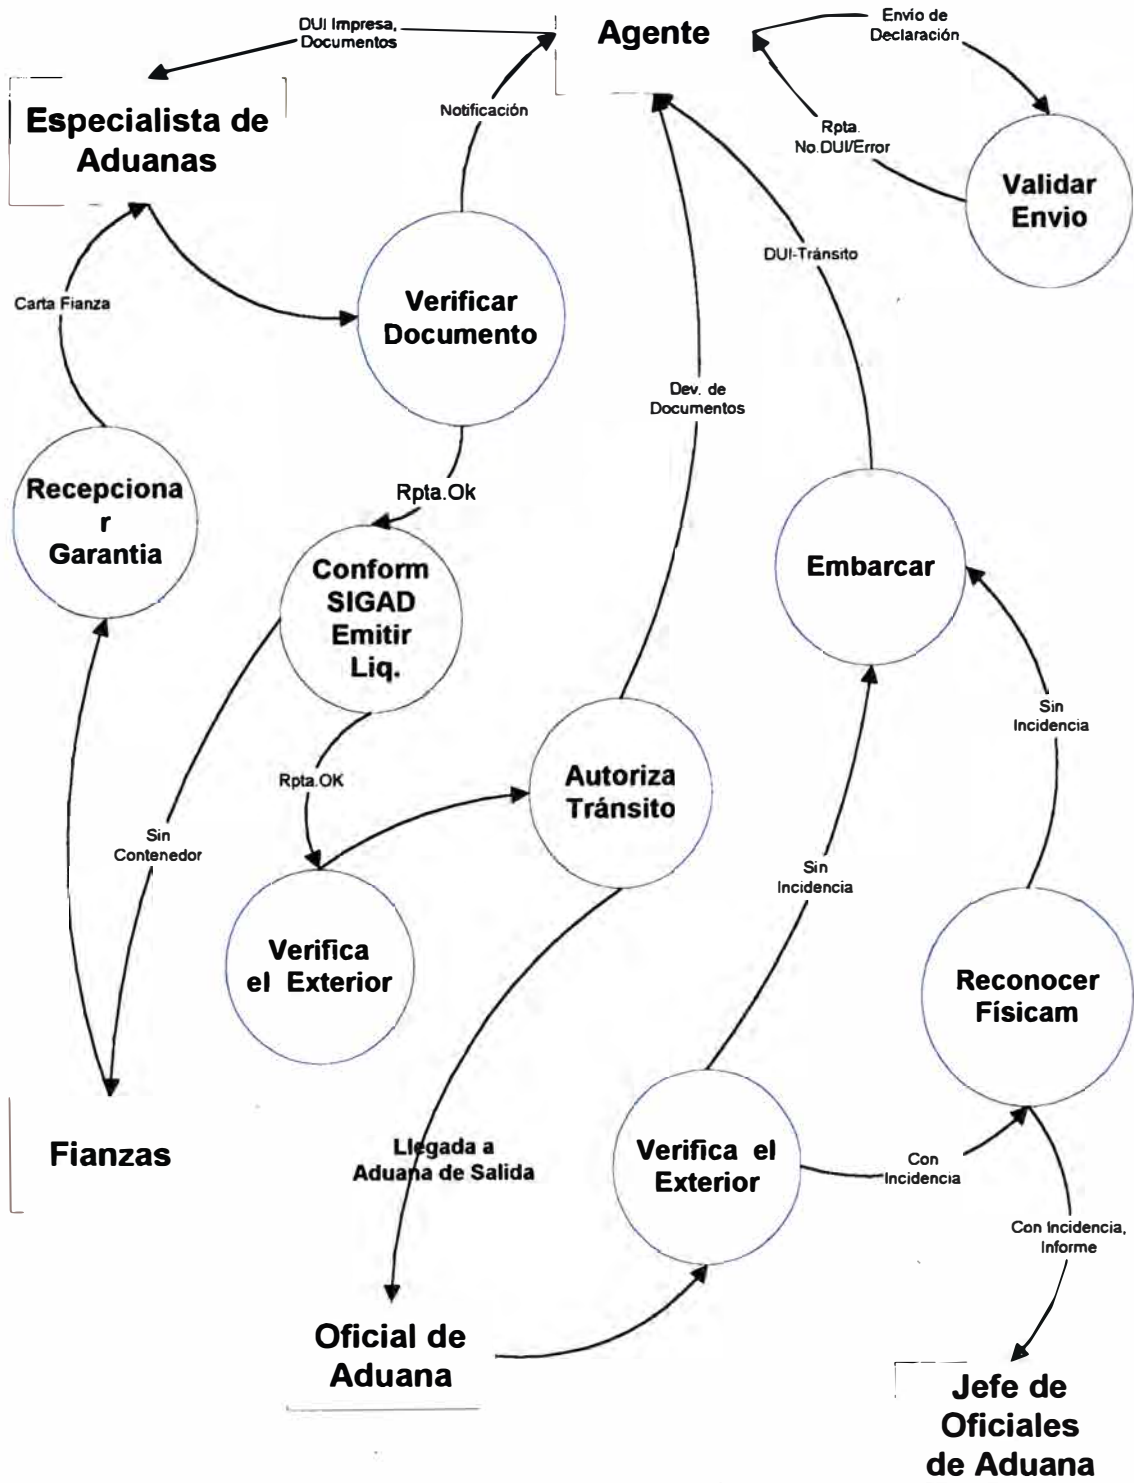 DUI Impresa,
Documentos
Agente
Envío de
Declaración
Especialista de
Aduanas
Notificación
Rpta.
No.DUI/Error
Validar
Envio
DUI-Tránsito
Carta Fianza
Verificar
Documento
Dev. de
Documentos
Recepciona
r
Garantia
Rpta.Ok
Conform
SIGAD
Emitir
Liq.
Embarcar
Sin
Incidencia
Rpta.OK
Autoriza
Tránsito
Sin
Contenedor
Sin
Incidencia
Verifica
el Exterior
Reconocer
Físicam
Fianzas
Llegada a
Aduana de Salida
Verifica el
Exterior
Con
Incidencia
Con Incidencia,
Informe
Oficial de
Aduana
Jefe de
Oficiales
de Aduana